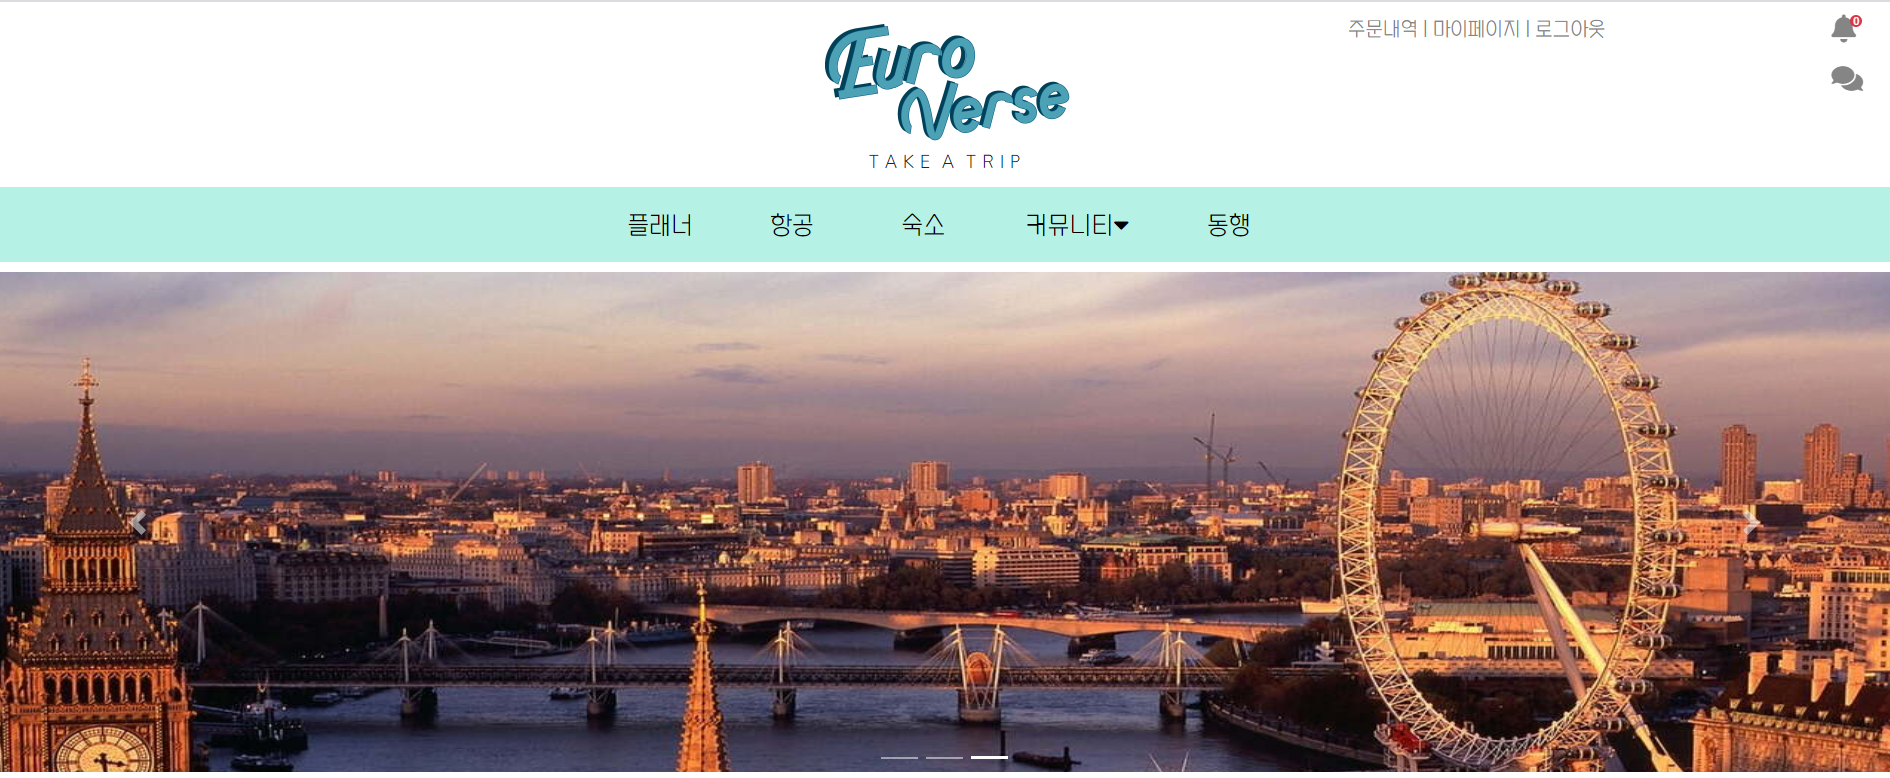 주문내역 | 마이페이지 | 로그아웃
0
Euro
Verse
TAKE A TRIP
플래너 항공 숙소 커뮤니티 동행